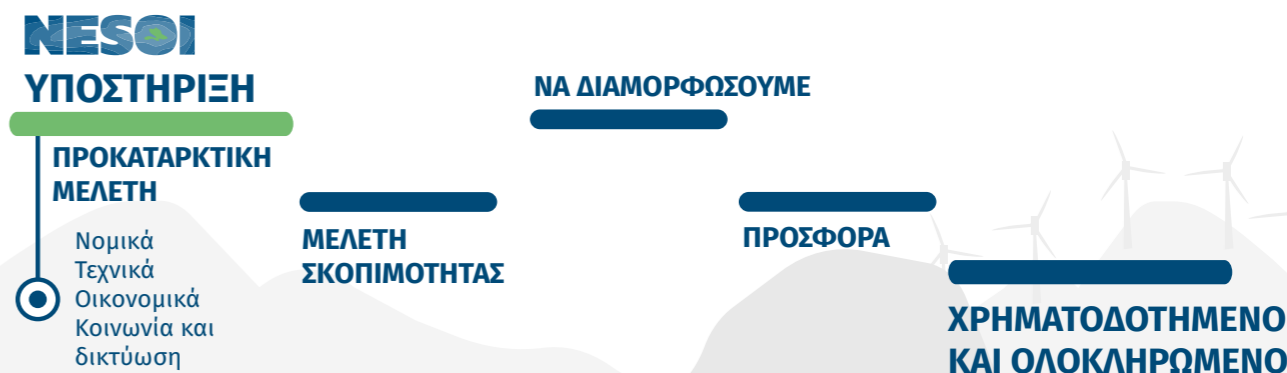 NESOI
ΥΠΟΣΤΗΡΙΞΗ
ΠΡΟΚΑΤΑΡΚΤΙΚΗ
ΜΕΛΕΤΗ
Νομικά
Τεχνικά
Οικονομικά
Κοινωνία και
δικτύωση
ΜΕΛΕΤΗ
ΣΚΟΠΙΜΟΤΗΤΑΣ
ΝΑ ΔΙΑΜΟΡΦΩΣΟΥΜΕ
ΠΡΟΣΦΟΡΑ
ΧΡΗΜΑΤΟΔΟΤΗΜΕΝΟ
ΚΑΙ ΟΛΟΚΛΗΡΩΜΕΝΟ